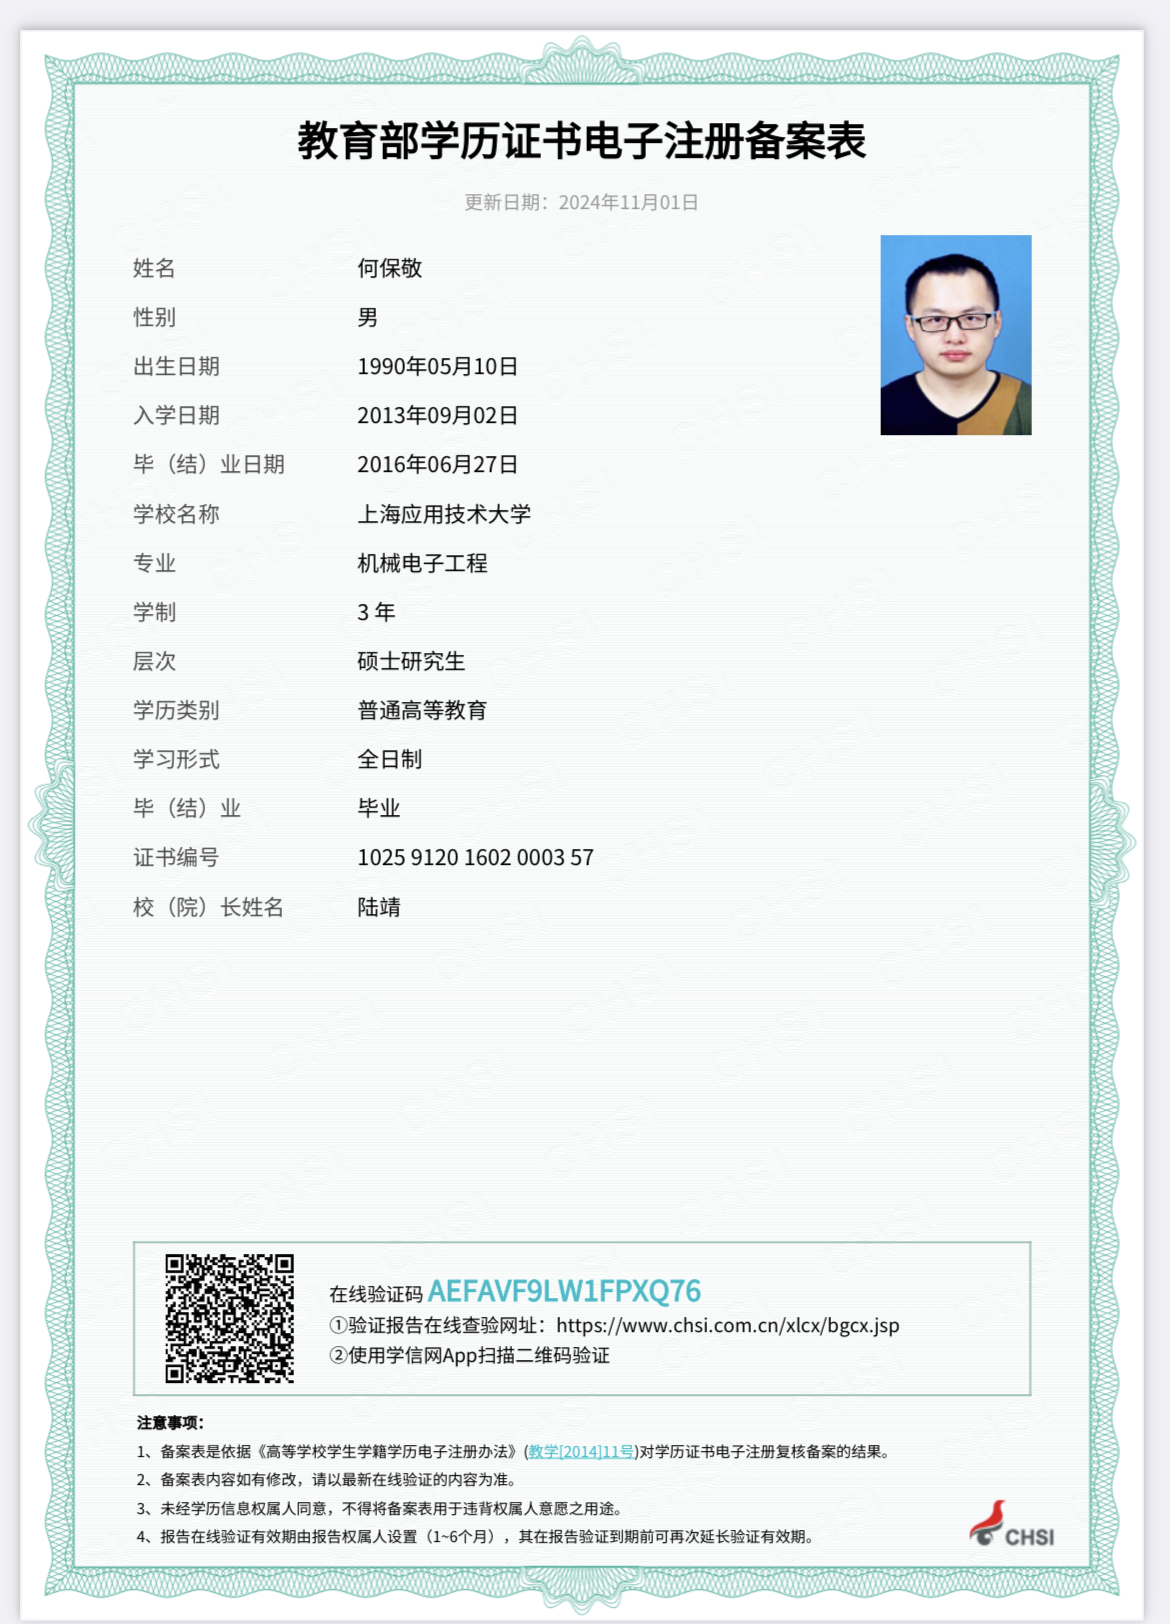 教育部学历证书电子注册备案表
更新日期：2024年11月01日
姓名 何保敬
性别 男
出生日期 1990年05月10日
入学日期 2013年09月02日
毕（结）业日期 2016年06月27日
学校名称 上海应用技术大学
专业 机械电子工程
学制 3 年
层次 硕士研究生
学历类别 普通高等教育
学习形式 全日制
毕（结）业 毕业
证书编号 1025 9120 1602 0003 57
校（院）长姓名 陆靖
在线验证码 AEFAVF9LW1FPXQ76
①验证报告在线查验网址：https://www.chsi.com.cn/xlcx/bgcx.jsp
②使用学信网App扫描二维码验证
注意事项：
1、备案表是依据《高等学校学生学籍学历电子注册办法》(教学[2014]11号)对学历证书电子注册复核备案的结果。
2、备案表内容如有修改，请以最新在线验证的内容为准。
3、未经学历信息权属人同意，不得将备案表用于违背权属人意愿之用途。
4、报告在线验证有效期由报告权属人设置（1~6个月），其在报告验证到期前可再次延长验证有效期。
CHSI